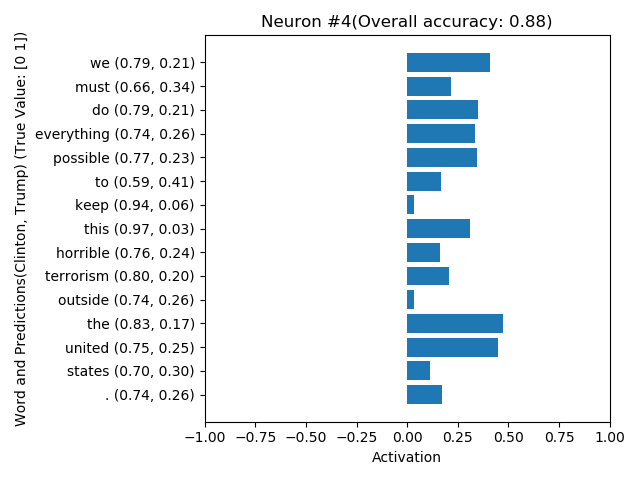 Neuron #4(Overall accuracy: 0.88)
Word and Predictions(Clinton, Trump) (True Value: [0 1])
we (0.79, 0.21)
must (0.66, 0.34)
do (0.79, 0.21)
everything (0.74, 0.26)
possible (0.77, 0.23)
to (0.59, 0.41)
keep (0.94, 0.06)
this (0.97, 0.03)
horrible (0.76, 0.24)
terrorism (0.80, 0.20)
outside (0.74, 0.26)
the (0.83, 0.17)
united (0.75, 0.25)
states (0.70, 0.30)
. (0.74, 0.26)
−1.00 −0.75 −0.50 −0.25 0.00 0.25 0.50 0.75 1.00
Activation